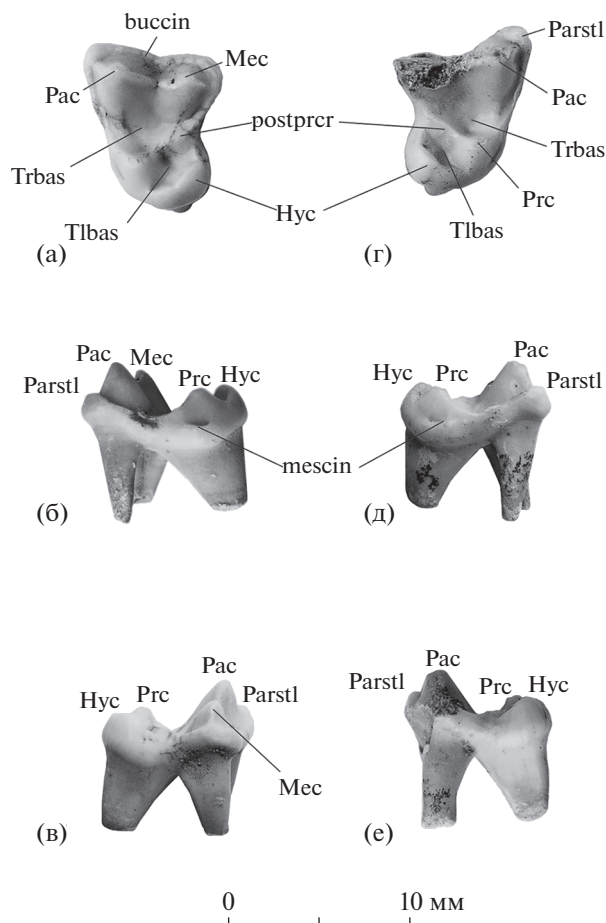 buccin
Mec
Pac
Trbas
Tlbas
postprcr
Hyc
Parstl
Pac
Trbas
Prc
Tlbas
(а)
(г)
Pac
Mec
Prc
Hyc
Parstl
mescin
Pac
Hyc
Prc
Parstl
(б)
(д)
Pac
Hyc
Prc
Parstl
Mec
Pac
Parstl
Prc
Hyc
(в)
(е)
0
10 мм